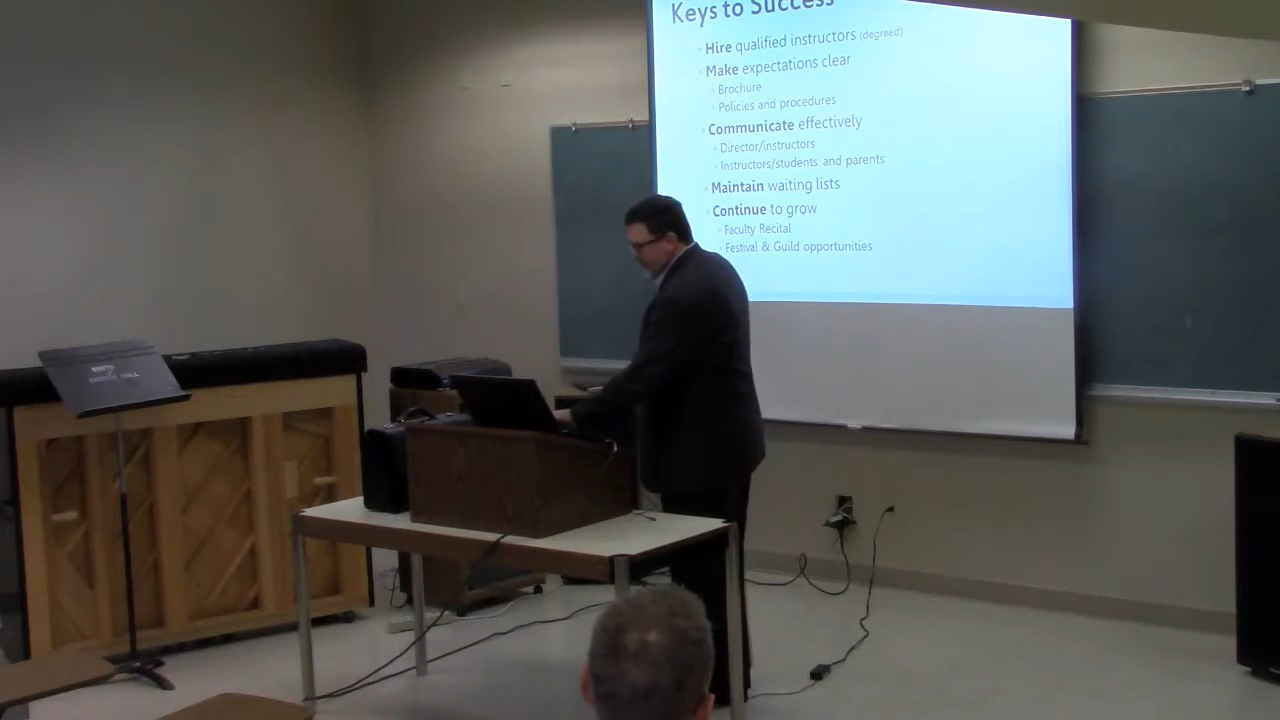 Keys to Success
Hire qualified instructors (degreed)
Make expectations clear
Brochure
Policies and procedures
Communicate effectively
Director/instructors
Instructors/students and parents
Maintain waiting lists
Continue to grow
Faculty Recital
Festival & Guild opportunities
HALL